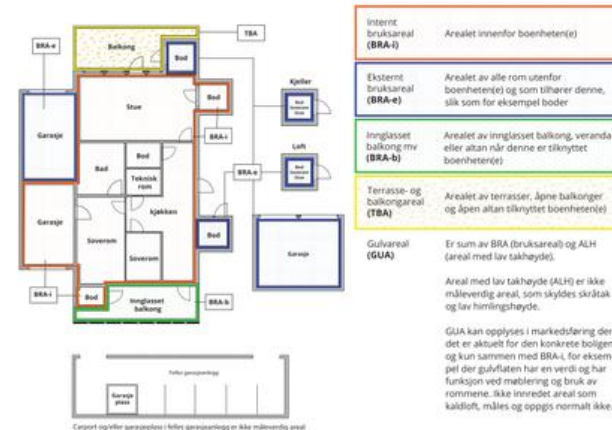 BRA-e
Balkong
TBA
Bod
Stue
Bod
Kjeller
Garasje
BRA-i
Loft
Bad
Bod
Teknisk
rom
BRA-e
kjøkken
Garasje
Soverom
Bod
Garasje
Soverom
BRA-i
Bod
Innglasset
balkong
BRA-b
Felles garasjeanlegg
Garasje
plass
Carport og/eller garasjeplass i felles garasjeanlegg er ikke måleverdig areal
Internt
bruksareal
(BRA-i)
Arealet innenfor boenheten(e)
Eksternt
bruksareal
(BRA-e)
Arealet av alle rom utenfor
boenheten(e) og som tilhører denne,
slik som for eksempel boder
Innglasset
balkong mv
(BRA-b)
Arealet av innglasset balkong, veranda
eller altan når denne er tilknyttet
boenheten(e)
Terrasse- og
balkongareal
(TBA)
Arealet av terrasser, åpne balkonger
og åpen altan tilknyttet boenheten(e)
Gulvareal
(GUA)
Er sum av BRA (bruksareal) og ALH
(areal med lav takhøyde).
Areal med lav takhøyde (ALH) er ikke
måleverdig areal, som skyldes skråtak
og lav himlingshøyde.
GUA kan opplyses i markedsføring der
det er aktuelt for den konkrete boligen
og kun sammen med BRA-i, for eksem-
pel der gulvflaten har en verdi og har
funksjon ved møblering og bruk av
rommene. Ikke innredet areal som
kaldloft, måles og oppgis normalt ikke.